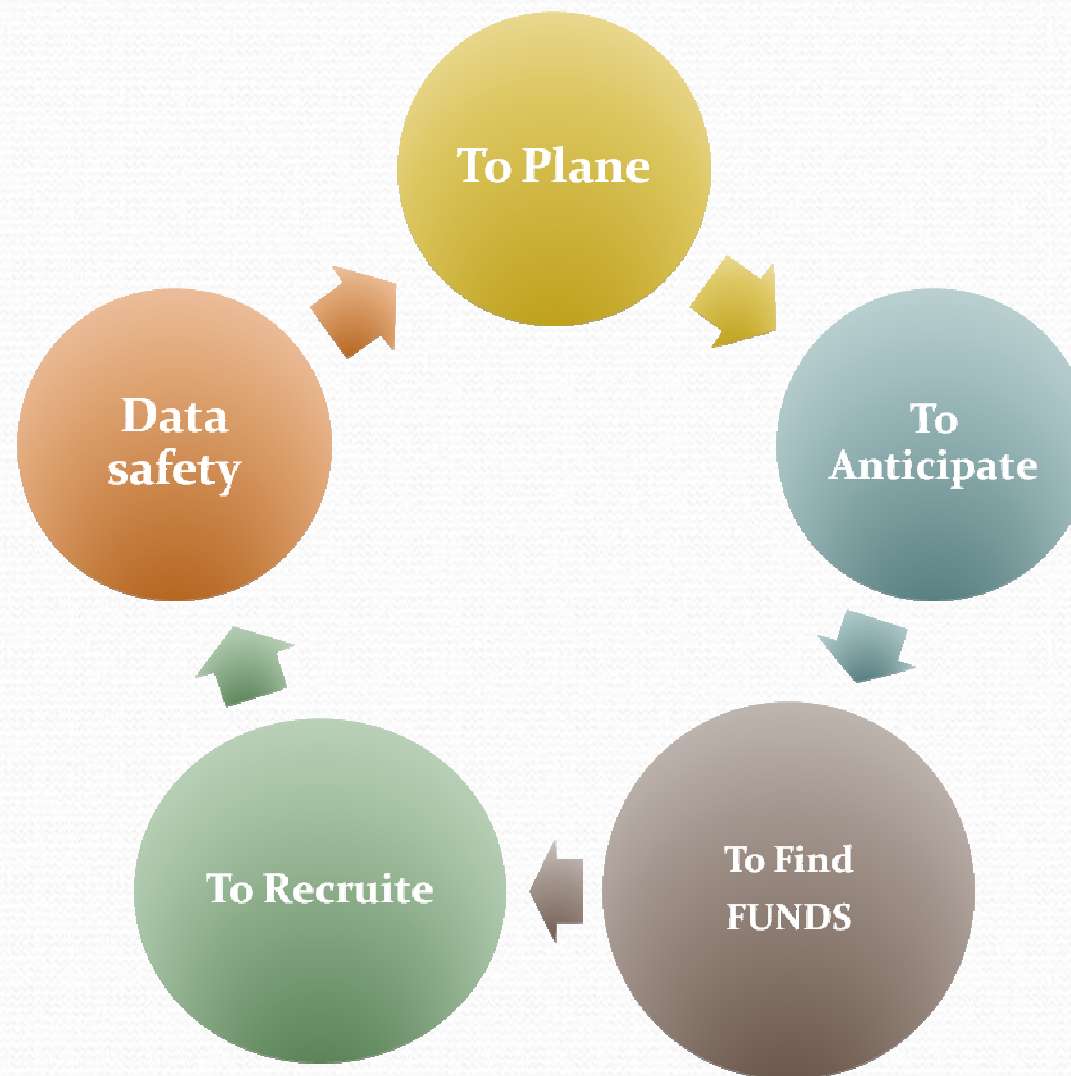 To Plane
To
Anticipate
To Find
FUNDS
To Recruite
Data
safety